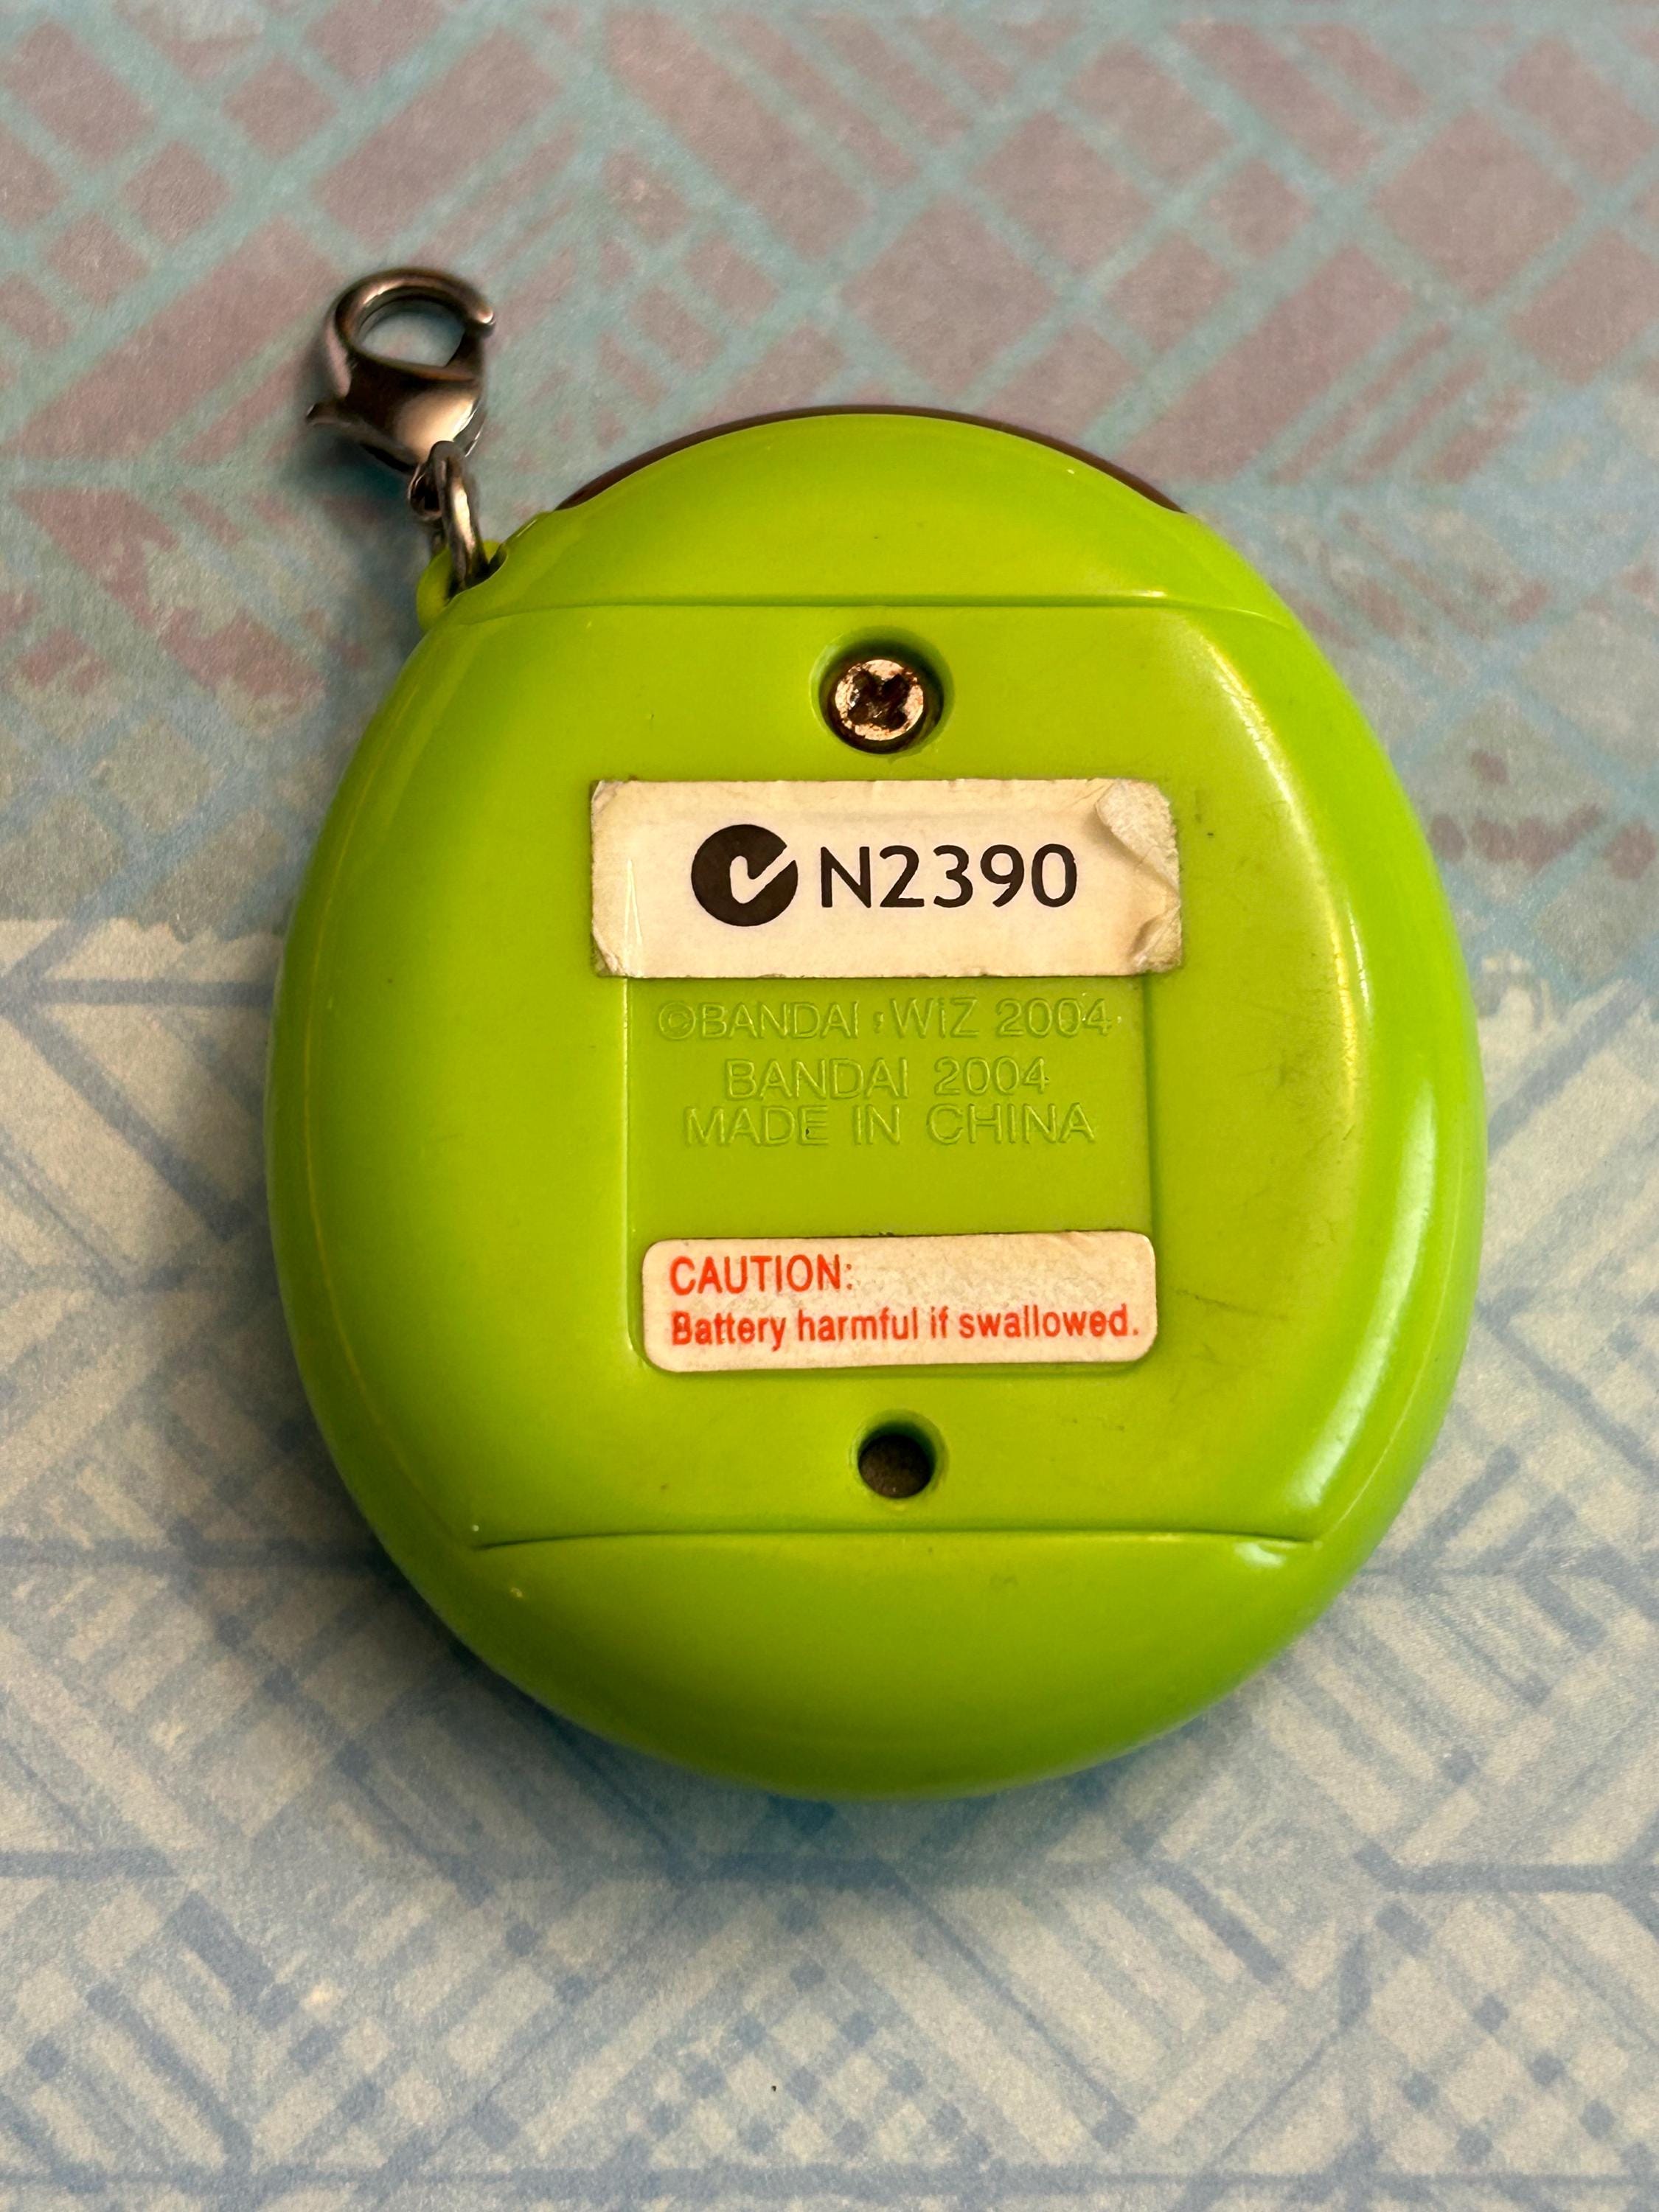 N2390
©BANDAI · WiZ 2004
BANDAI 2004
MADE IN CHINA
CAUTION:
Battery harmful if swallowed.